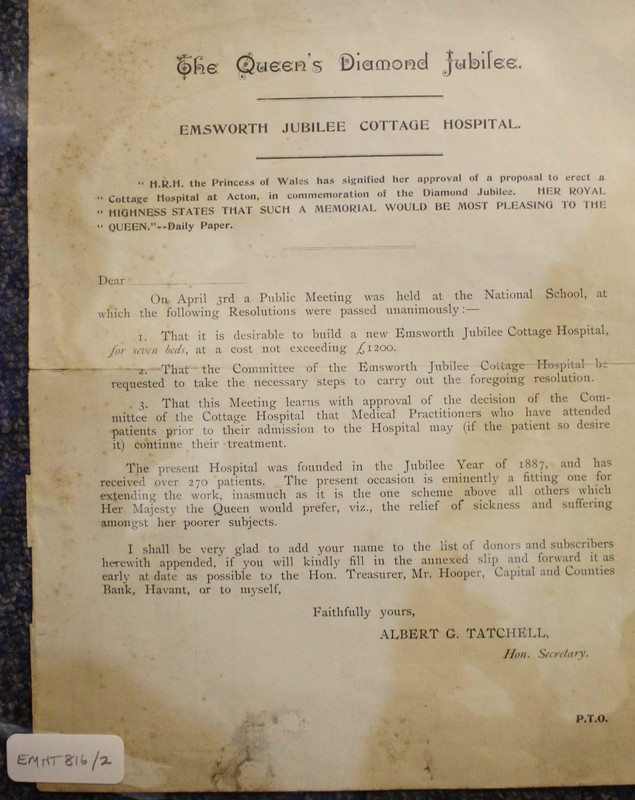 The Queen's Diamond Jubilee.
EMSWORTH JUBILEE COTTAGE HOSPITAL.
" H.R.H. the Princess of Wales has signified her approval of a proposal to erect a
" Cottage Hospital at Acton, in commemoration of the Diamond Jubilee. HER ROYAL
" HIGHNESS STATES THAT SUCH A MEMORIAL WOULD BE MOST PLEASING TO THE
" QUEEN."--Daily Paper.
Dear
On April 3rd a Public Meeting was held at the National School, at
which the following Resolutions were passed unanimously:—
1. That it is desirable to build a new Emsworth Jubilee Cottage Hospital,
for seven beds, at a cost not exceeding £1200.
2. That the Committee of the Emsworth Jubilee Cottage Hospital be
requested to take the necessary steps to carry out the foregoing resolution.
3. That this Meeting learns with approval of the decision of the Com-
mittee of the Cottage Hospital that Medical Practitioners who have attended
patients prior to their admission to the Hospital may (if the patient so desire
it) continue their treatment.
The present Hospital was founded in the Jubilee Year of 1887, and has
received over 270 patients. The present occasion is eminently a fitting one for
extending the work, inasmuch as it is the one scheme above all others which
Her Majesty the Queen would prefer, viz., the relief of sickness and suffering
amongst her poorer subjects.
I shall be very glad to add your name to the list of donors and subscribers
herewith appended, if you will kindly fill in the annexed slip and forward it as
early at date as possible to the Hon. Treasurer, Mr. Hooper, Capital and Counties
Bank, Havant, or to myself,
Faithfully yours,
ALBERT G. TATCHELL,
Hon. Secretary.
P.T.O.
EMHT 816/2